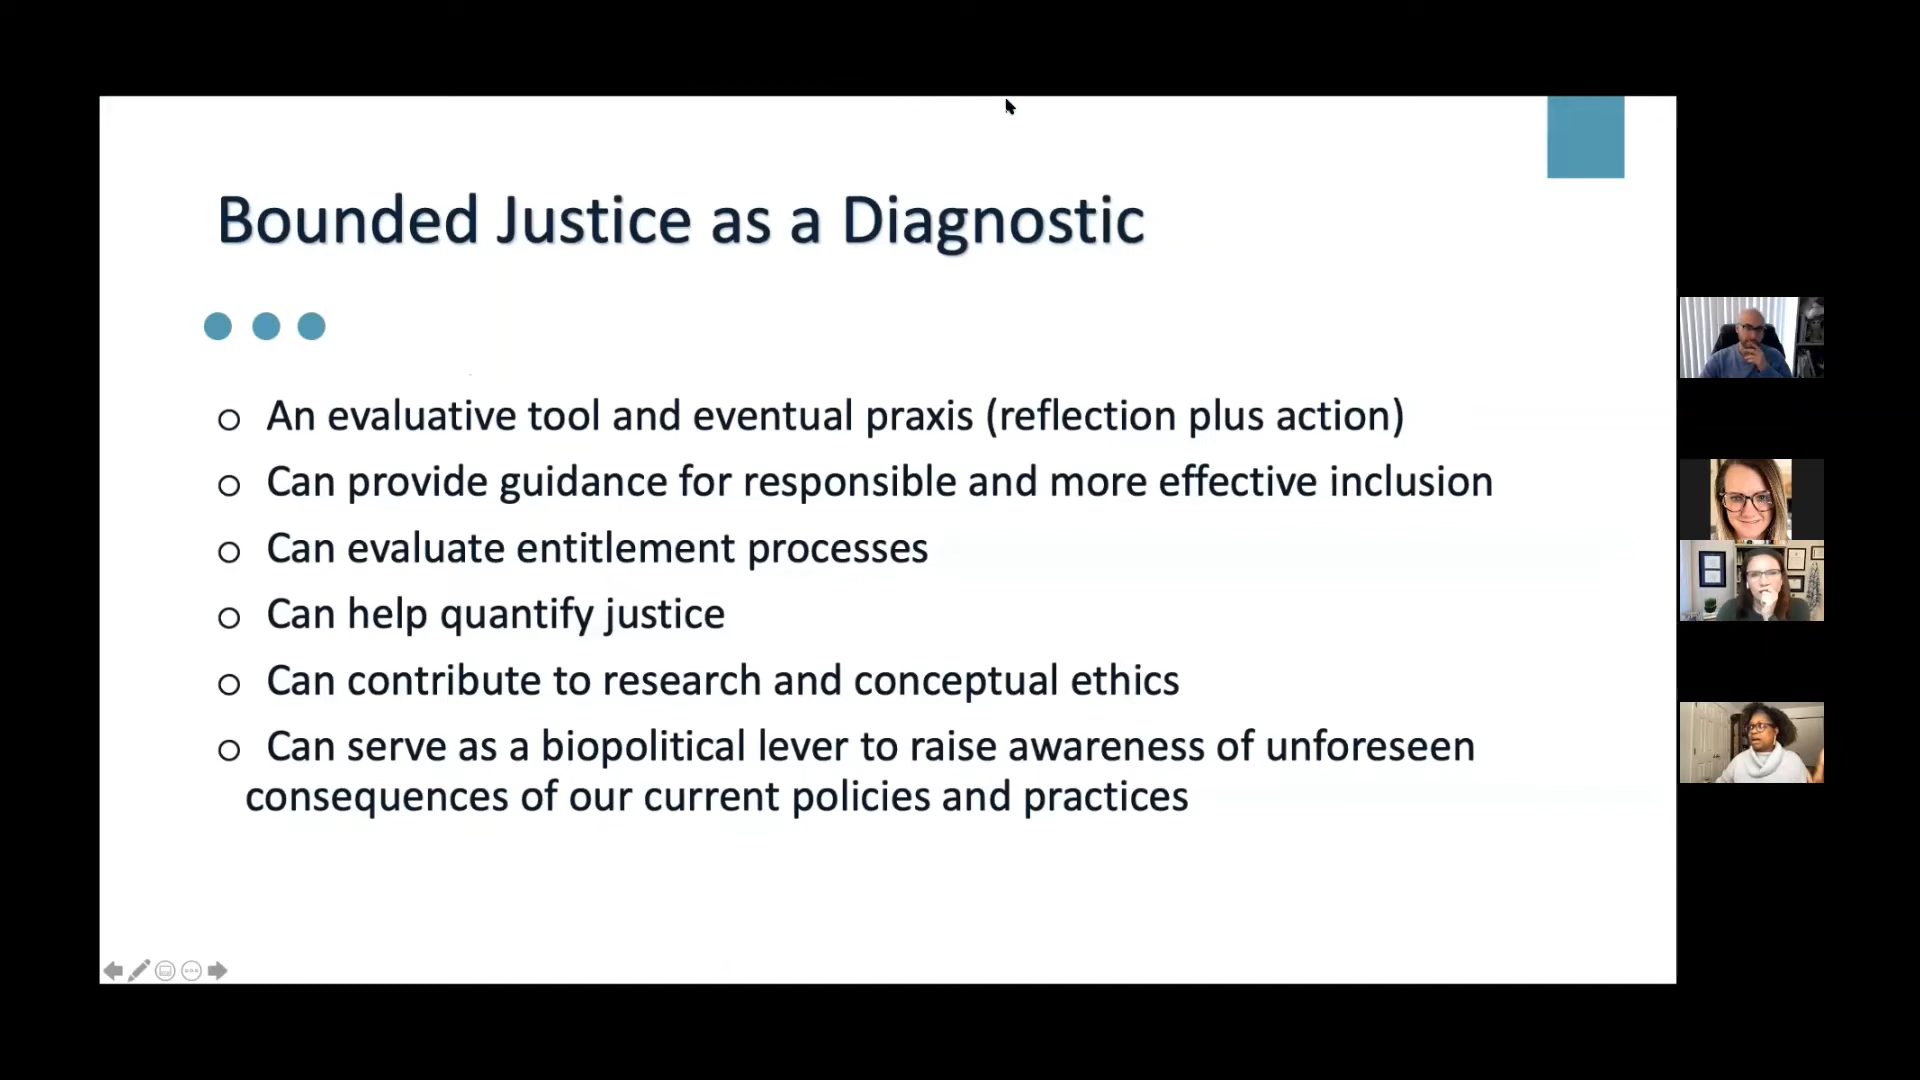 Bounded Justice as a Diagnostic
An evaluative tool and eventual praxis (reflection plus action)
Can provide guidance for responsible and more effective inclusion
Can evaluate entitlement processes
Can help quantify justice
Can contribute to research and conceptual ethics
Can serve as a biopolitical lever to raise awareness of unforeseen
consequences of our current policies and practices